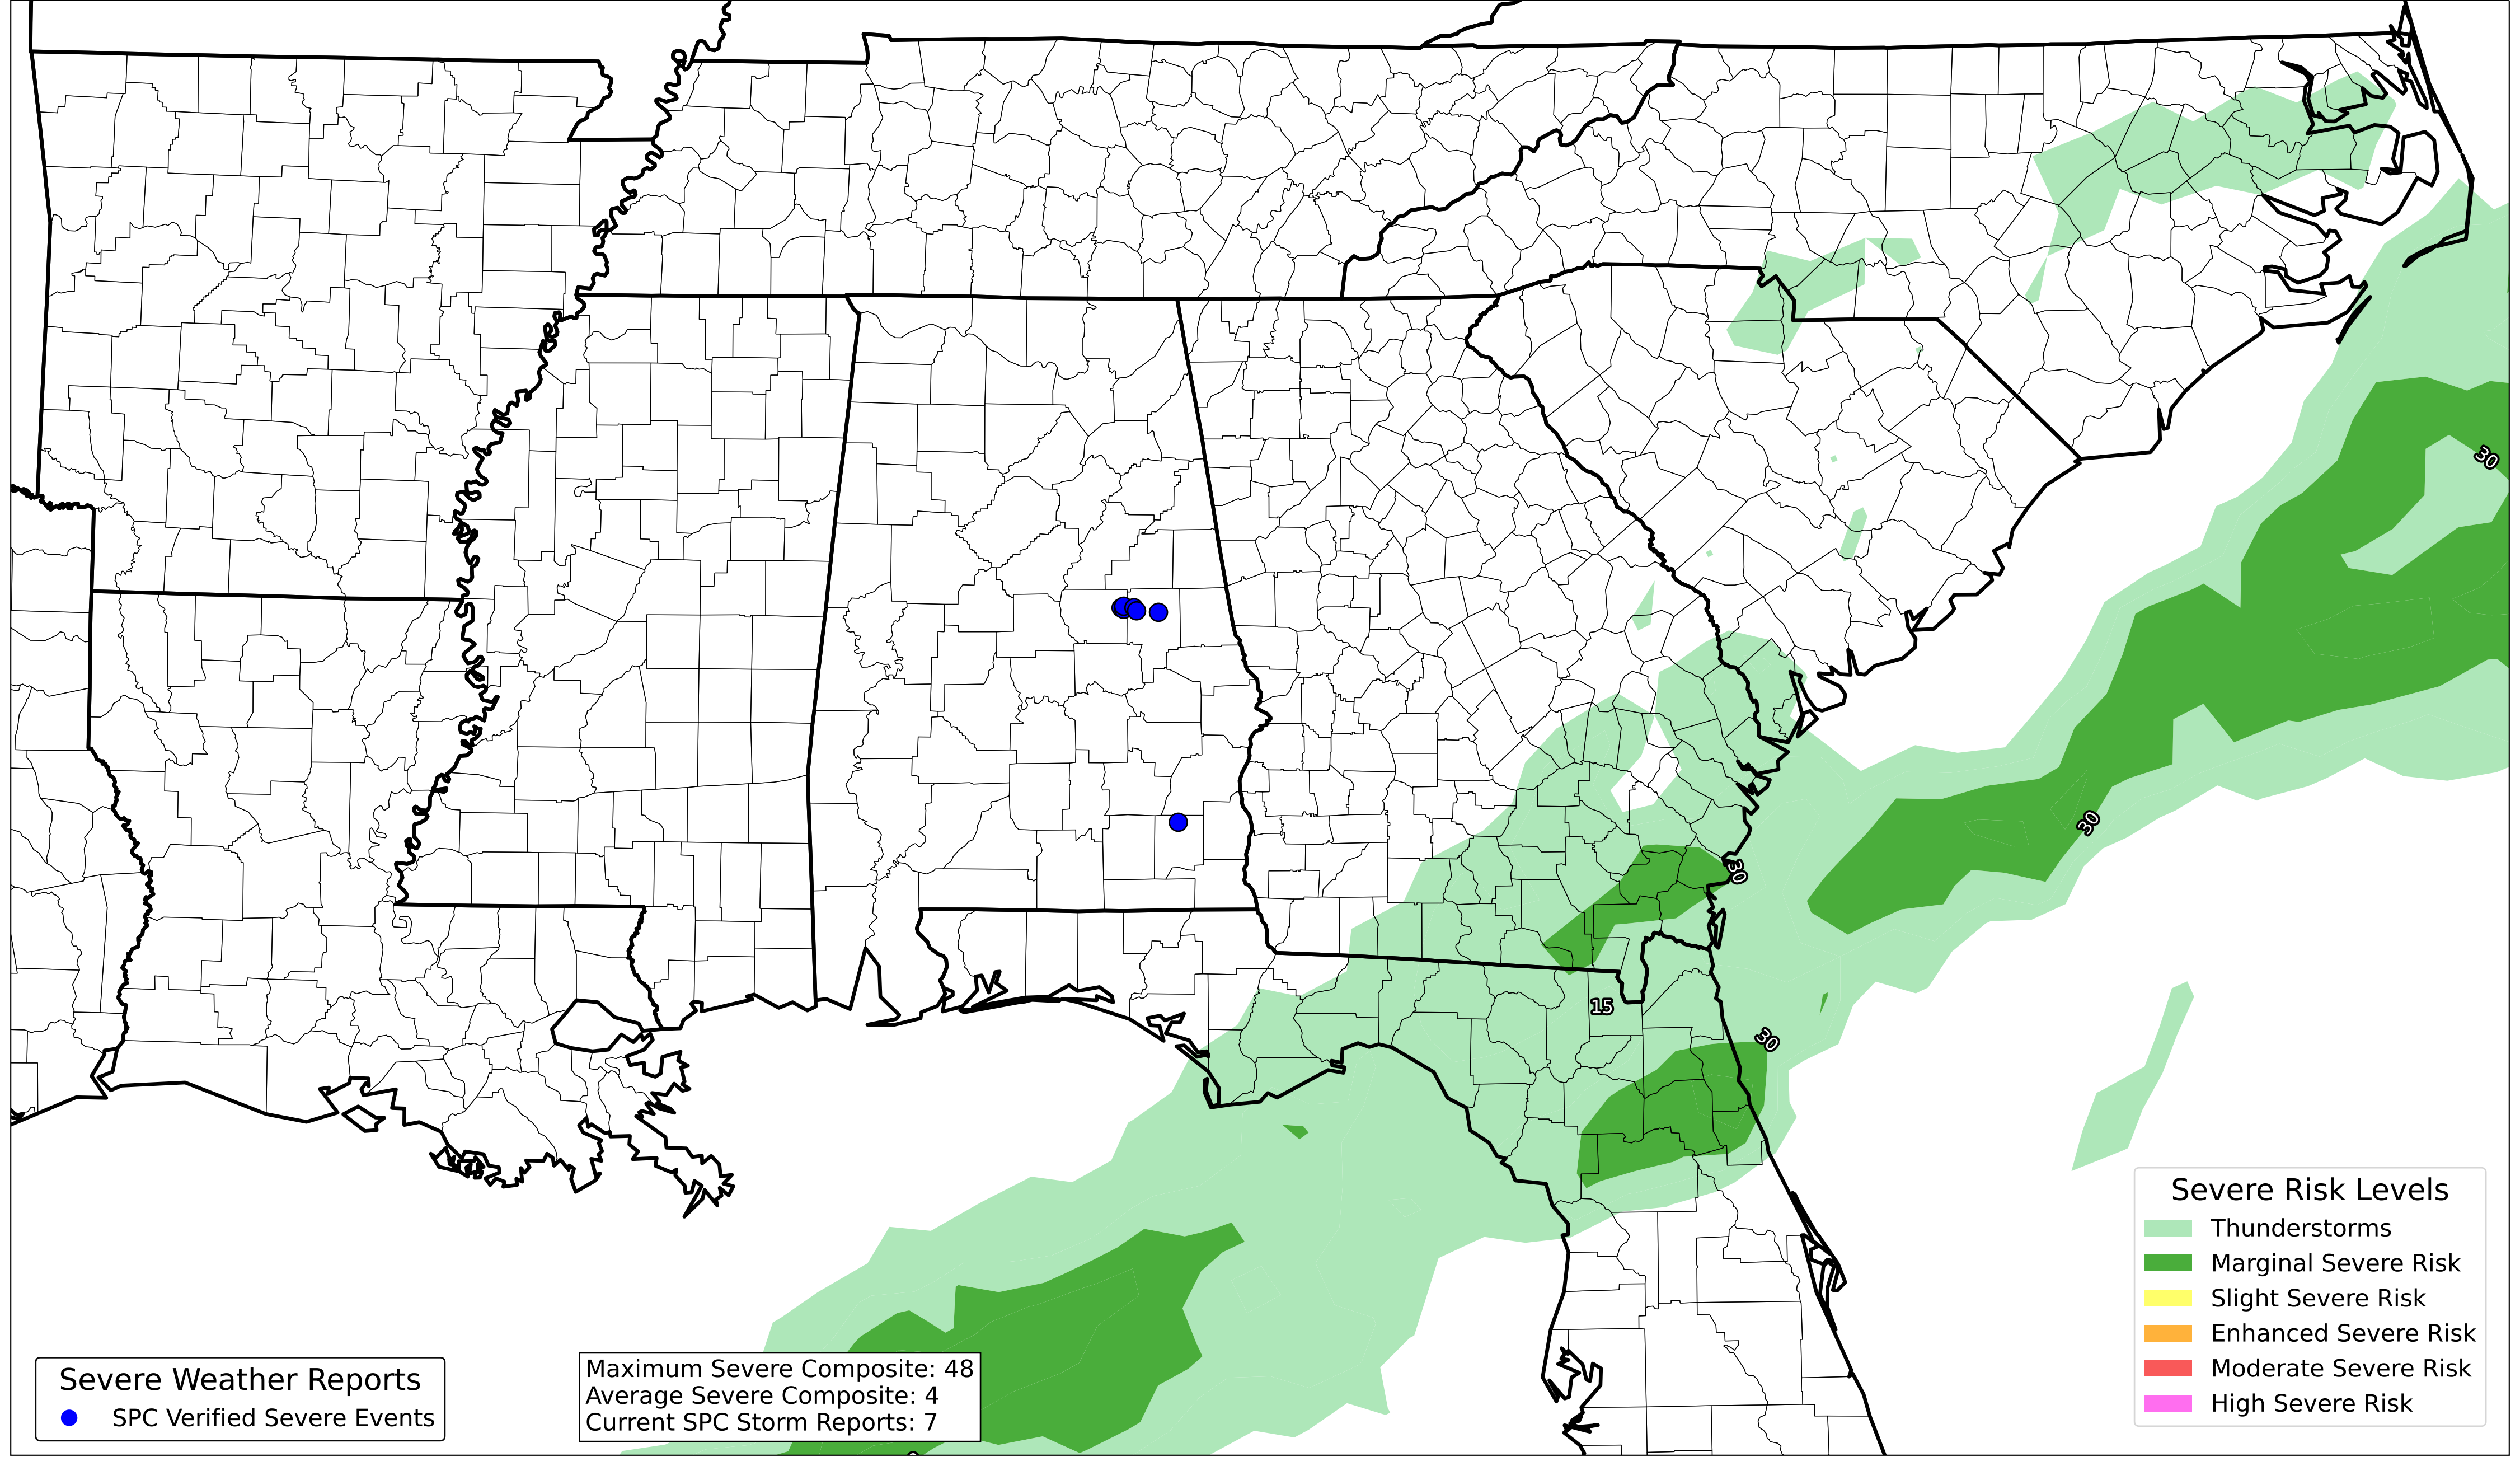 30
30
30
15
30
Severe Risk Levels
Thunderstorms
Marginal Severe Risk
Slight Severe Risk
Enhanced Severe Risk
Moderate Severe Risk
High Severe Risk
Severe Weather Reports
SPC Verified Severe Events
Maximum Severe Composite: 48
Average Severe Composite: 4
Current SPC Storm Reports: 7